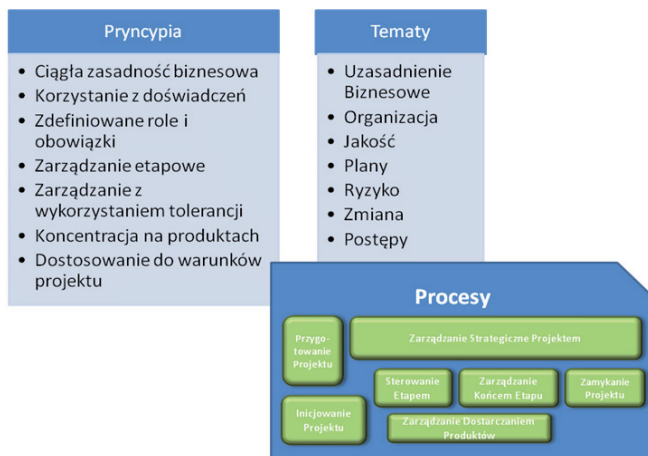 Pryncypia
• Ciągła zasadność biznesowa
• Korzystanie z doświadczeń
• Zdefiniowane role i
obowiązki
• Zarządzanie etapowe
• Zarządzanie z
wykorzystaniem tolerancji
• Koncentracja na produktach
• Dostosowanie do warunków
projektu
Tematy
• Uzasadnienie
Biznesowe
• Organizacja
• Jakość
• Plany
• Ryzyko
• Zmiana
• Postępy
Procesy
Przygo-
towanie
Projektu
Zarządzanie Strategiczne Projektem
Sterowanie
Etapem
Zarządzanie
Końcem Etapu
Zamykanie
Projektu
Inicjowanie
Projektu
Zarządzanie Dostarczaniem
Produktów